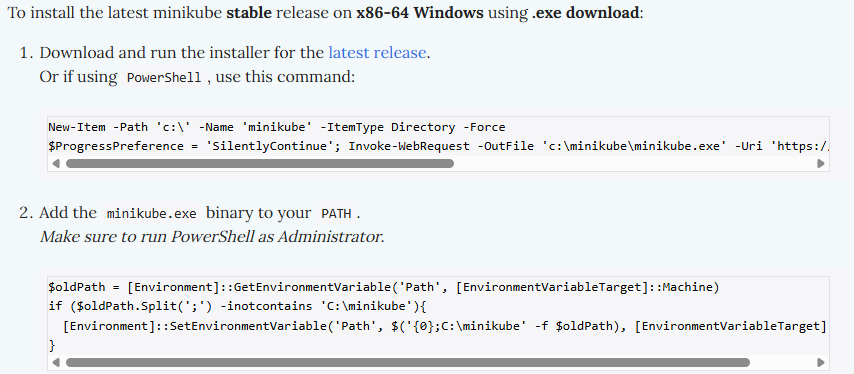 To install the latest minikube stable release on x86-64 Windows using .exe download:
1. Download and run the installer for the latest release.
Or if using PowerShell , use this command:
New-Item -Path 'c:\' -Name 'minikube' -ItemType Directory -Force
$ProgressPreference = 'SilentlyContinue'; Invoke-WebRequest -OutFile 'c:\minikube\minikube.exe' -Uri 'https:/
2. Add the minikube.exe binary to your PATH .
Make sure to run PowerShell as Administrator.
$oldPath = [Environment]::GetEnvironmentVariable('Path', [EnvironmentVariableTarget]::Machine)
if ($oldPath.Split(';') -inotcontains 'C:\minikube'){
  [Environment]::SetEnvironmentVariable('Path', $('{0};C:\minikube' -f $oldPath), [EnvironmentVariableTarget]
}